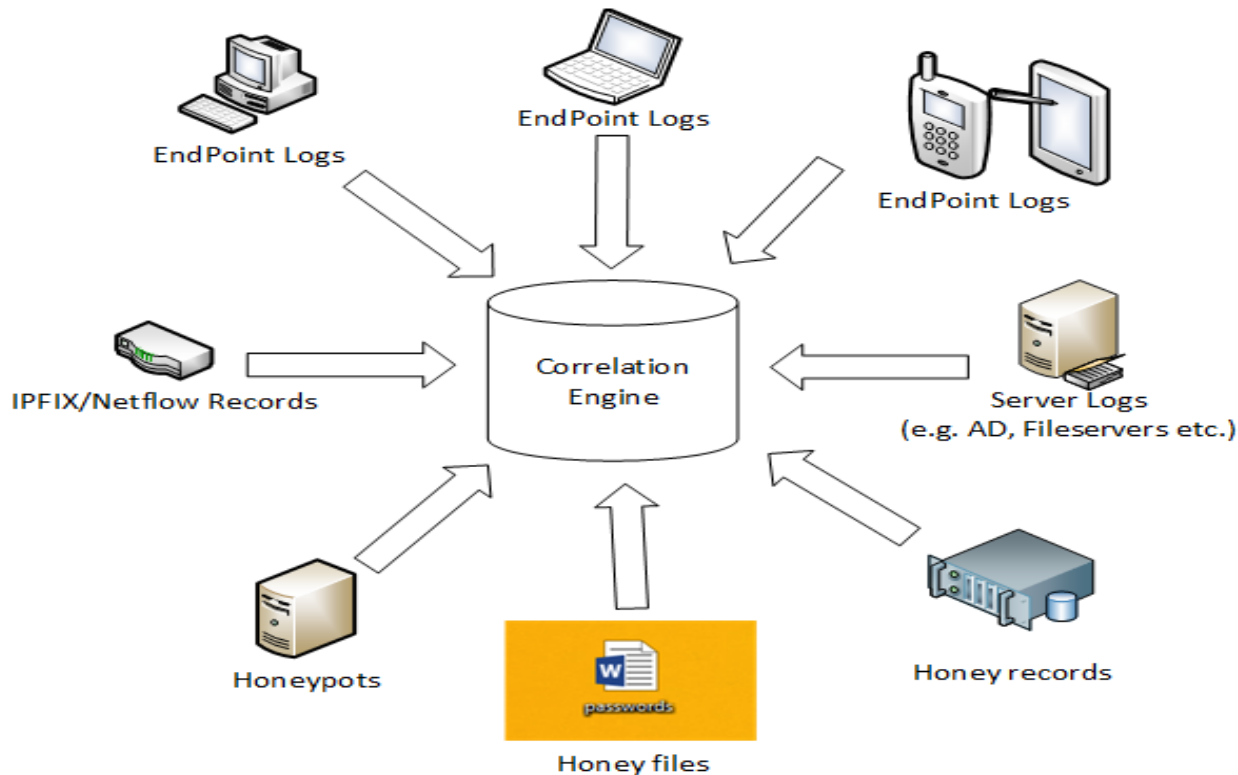 EndPoint Logs
EndPoint Logs
EndPoint Logs
Correlation
Engine
IPFIX/Netflow Records
Server Logs
(e.g. AD, Fileservers etc.)
Honeypots
W
passwords
Honey files
Honey records